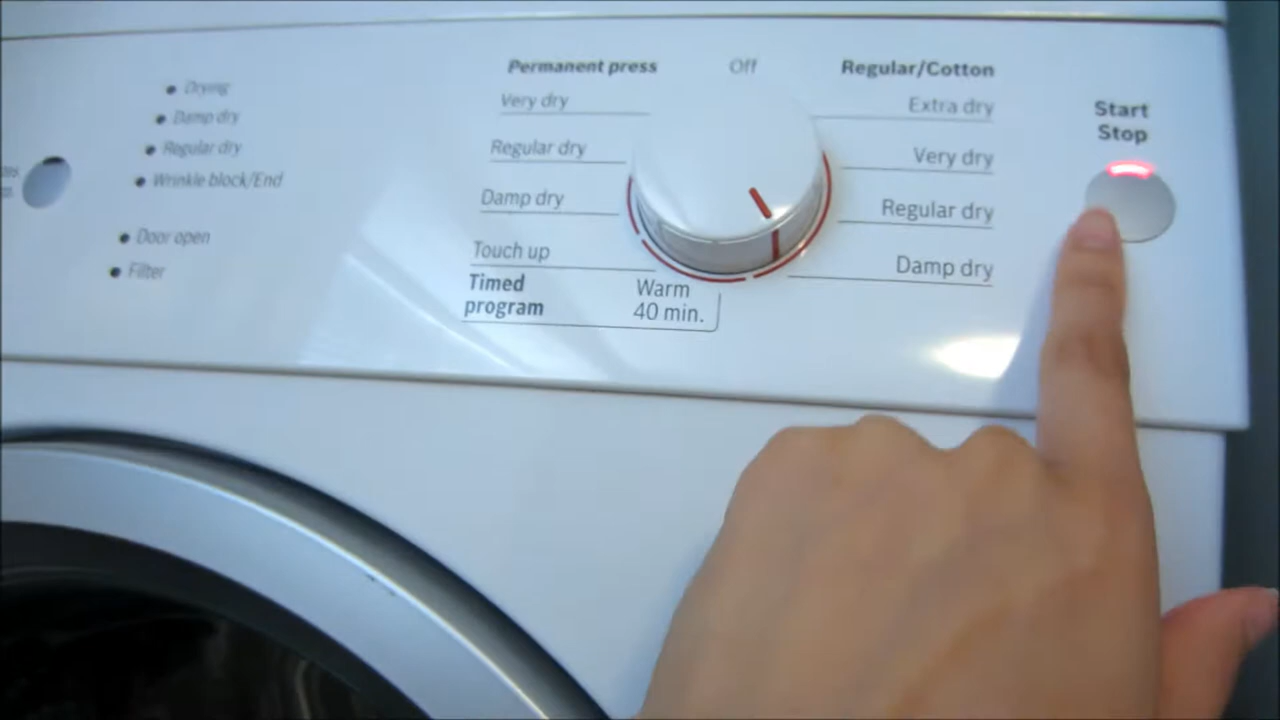 Drying
Damp dry
Regular dry
Wrinkle block/End
Door open
Filter
Permanent press
Very dry
Regular dry
Damp dry
Touch up
Timed
program
Warm
40 min.
Off
Regular/Cotton
Extra dry
Very dry
Regular dry
Damp dry
Start
Stop